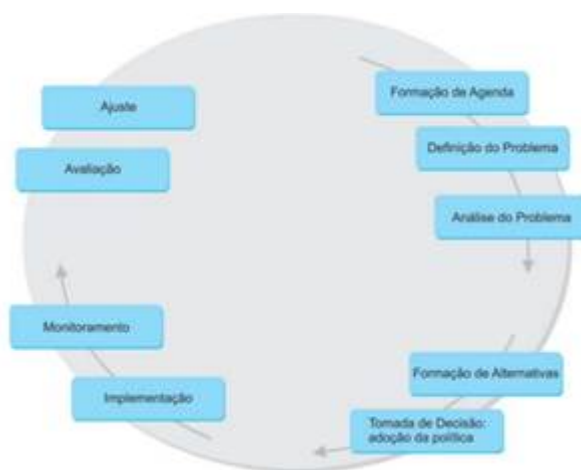 Formação de Agenda
Definição do Problema
Análise do Problema
Formação de Alternativas
Tomada de Decisão:
adoção da política
Implementação
Monitoramento
Avaliação
Ajuste